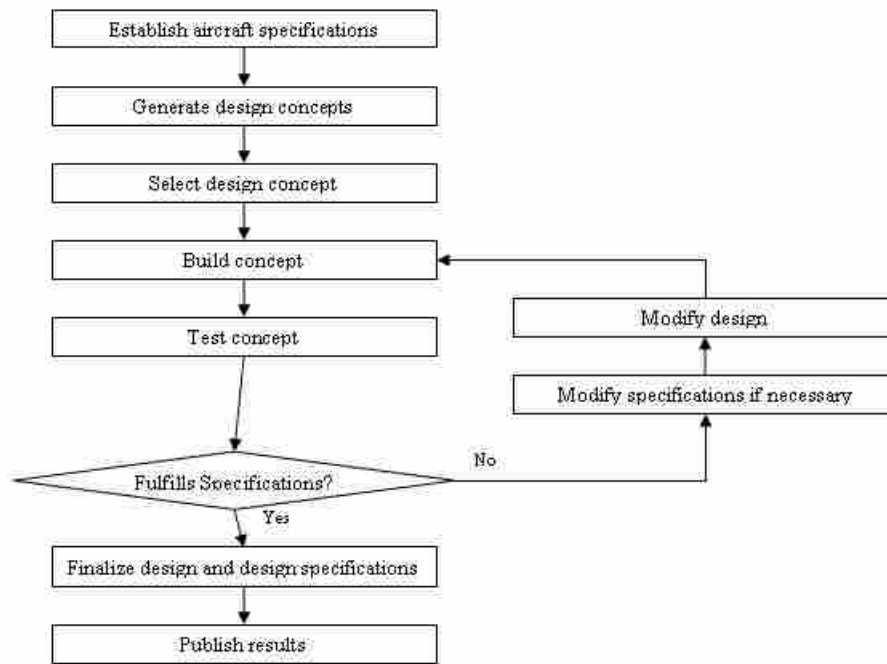 Establish aircraft specifications
Generate design concepts
Select design concept
Build concept
Test concept
Modify design
Modify specifications if necessary
No
Fulfills Specifications?
Yes
Finalize design and design specifications
Publish results